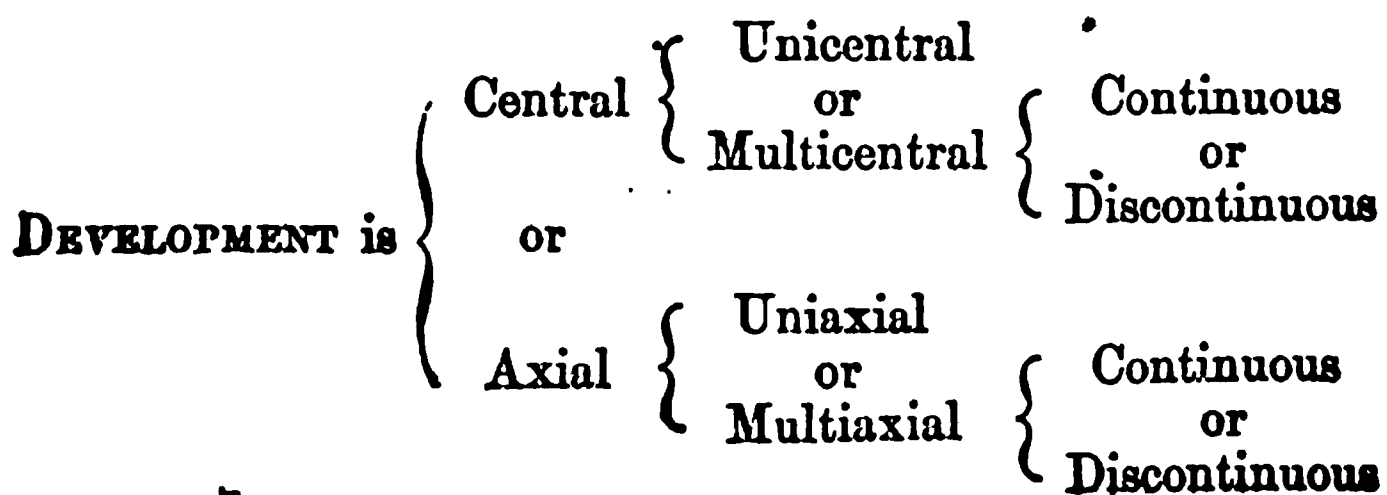 Unicentral
Central or Continuous
Multicentral or
Discontinuous
DEVELOPMENT is or
Uniaxial
Axial or Continuous
Multiaxial or
Discontinuous